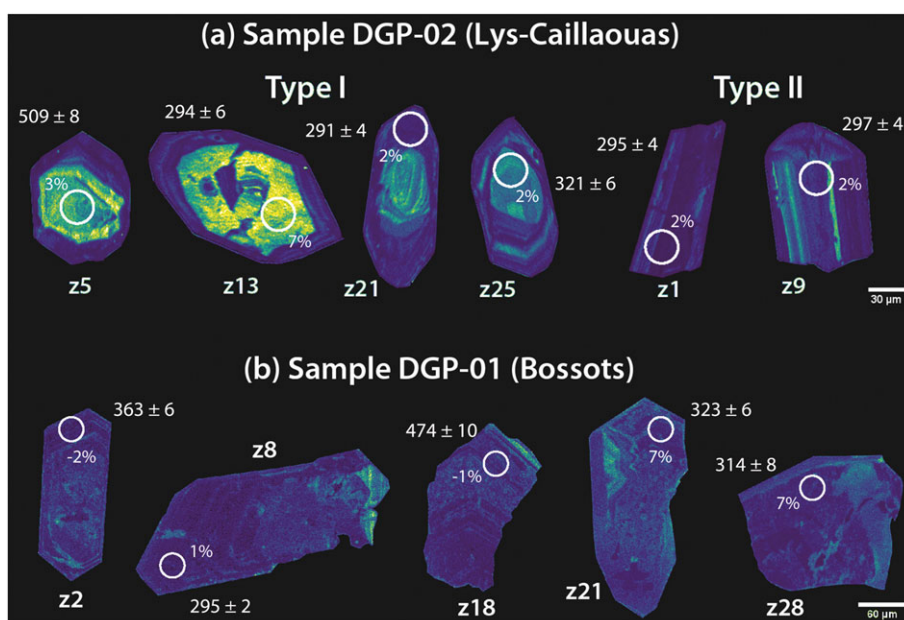 (a) Sample DGP-02 (Lys-Caillaouas)
Type I
Type II
509 ± 8
3%
z5
294 ± 6
7%
z13
291 ± 4
2%
z21
321 ± 6
2%
z25
295 ± 4
2%
z1
297 ± 4
2%
z9
30 µm
(b) Sample DGP-01 (Bossots)
363 ± 6
-2%
z2
z8
1%
295 ± 2
474 ± 10
-1%
z18
323 ± 6
7%
z21
314 ± 8
7%
z28
60 µm